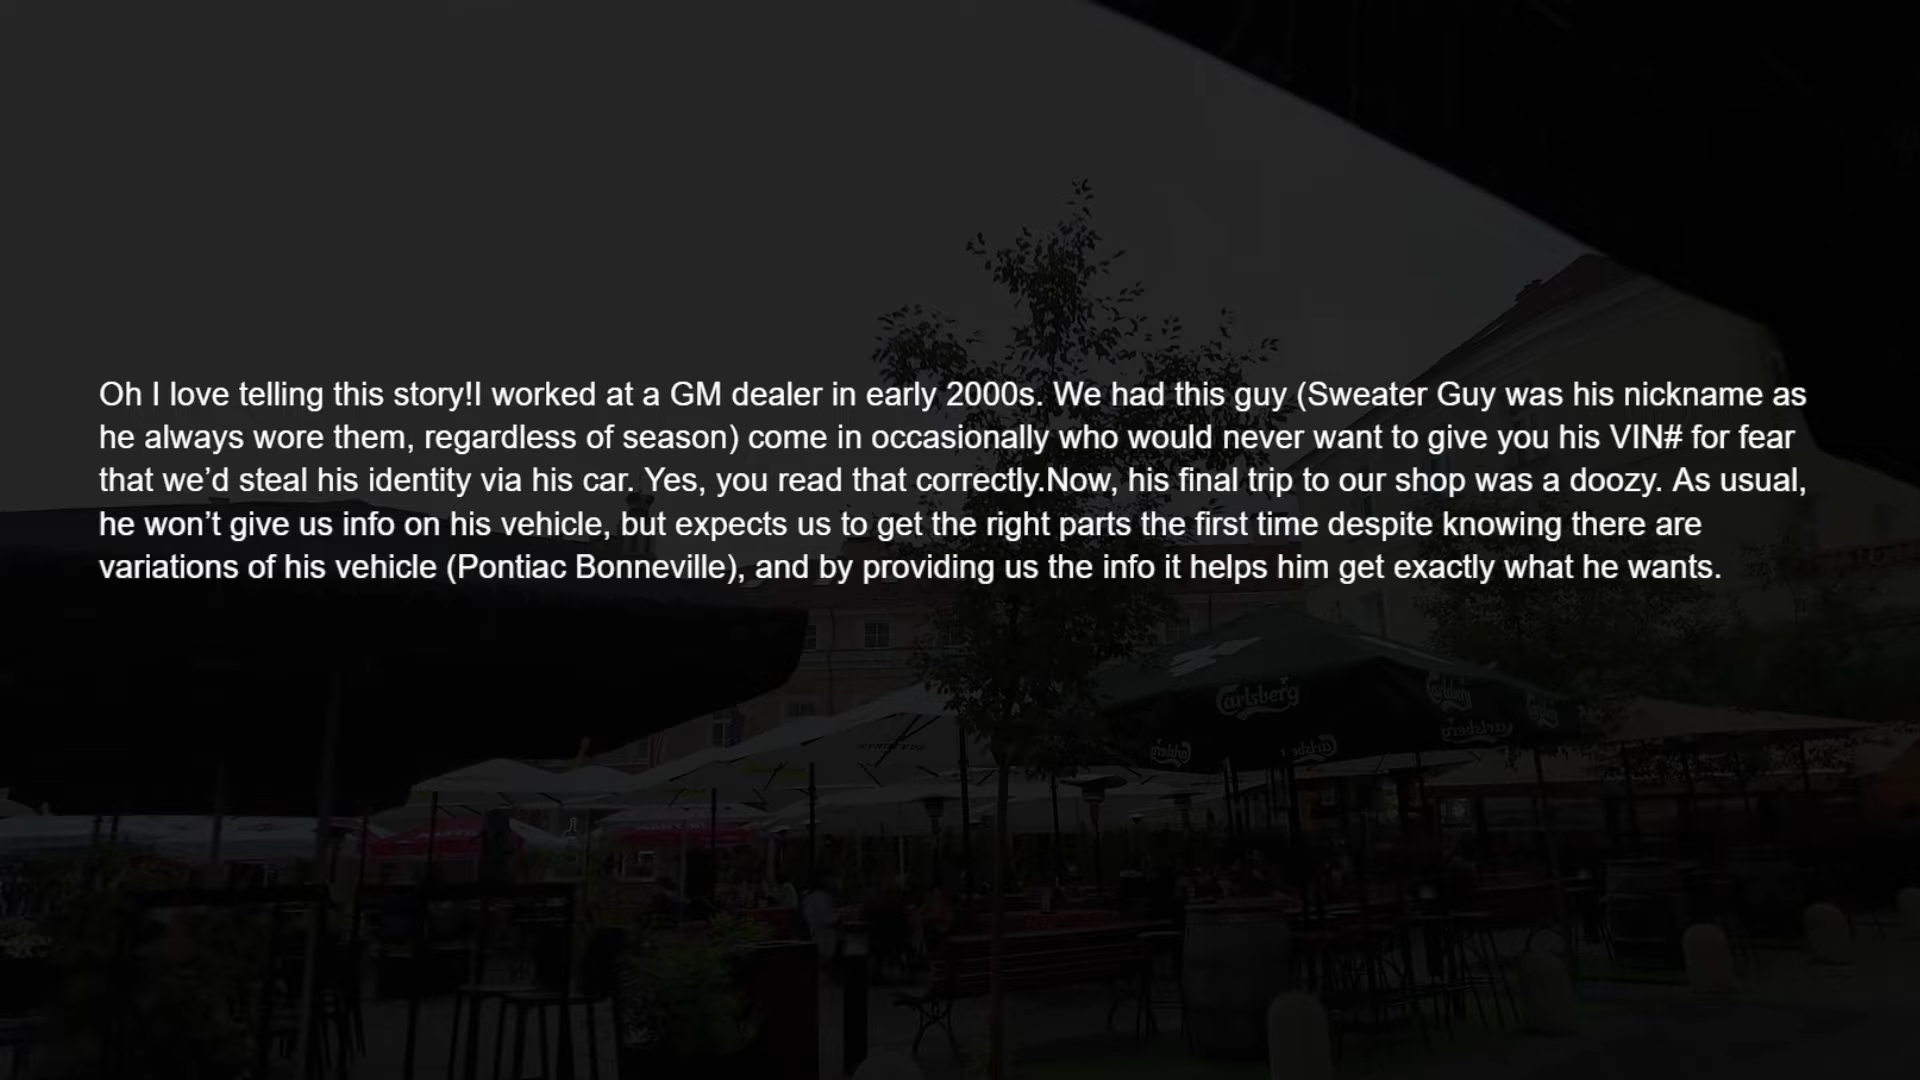 Oh I love telling this story!I worked at a GM dealer in early 2000s. We had this guy (Sweater Guy was his nickname as
he always wore them, regardless of season) come in occasionally who would never want to give you his VIN# for fear
that we’d steal his identity via his car. Yes, you read that correctly.Now, his final trip to our shop was a doozy. As usual,
he won’t give us info on his vehicle, but expects us to get the right parts the first time despite knowing there are
variations of his vehicle (Pontiac Bonneville), and by providing us the info it helps him get exactly what he wants.
Carlsberg
Carlsberg
Carlsberg
Carlsberg
Carlsberg
Carlsberg